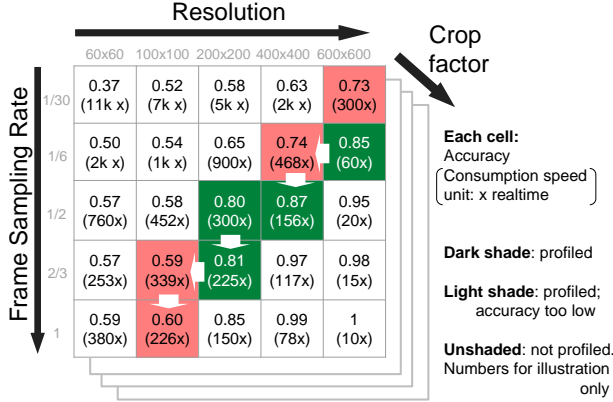 Resolution
60x60 100x100 200x200 400x400 600x600
Crop
factor
Frame Sampling Rate
1/30
0.37 0.52 0.58 0.63 0.73
(11k x) (7k x) (5k x) (2k x) (300x)
1/6
0.50 0.54 0.65 0.74 0.85
(2k x) (1k x) (900x) (468x) (60x)
1/2
0.57 0.58 0.80 0.87 0.95
(760x) (452x) (300x) (156x) (20x)
2/3
0.57 0.59 0.81 0.97 0.98
(253x) (339x) (225x) (117x) (15x)
1
0.59 0.60 0.85 0.99 1
(380x) (226x) (150x) (78x) (10x)
Each cell:
Accuracy
Consumption speed
unit: x realtime
Dark shade: profiled
Light shade: profiled;
accuracy too low
Unshaded: not profiled.
Numbers for illustration
only